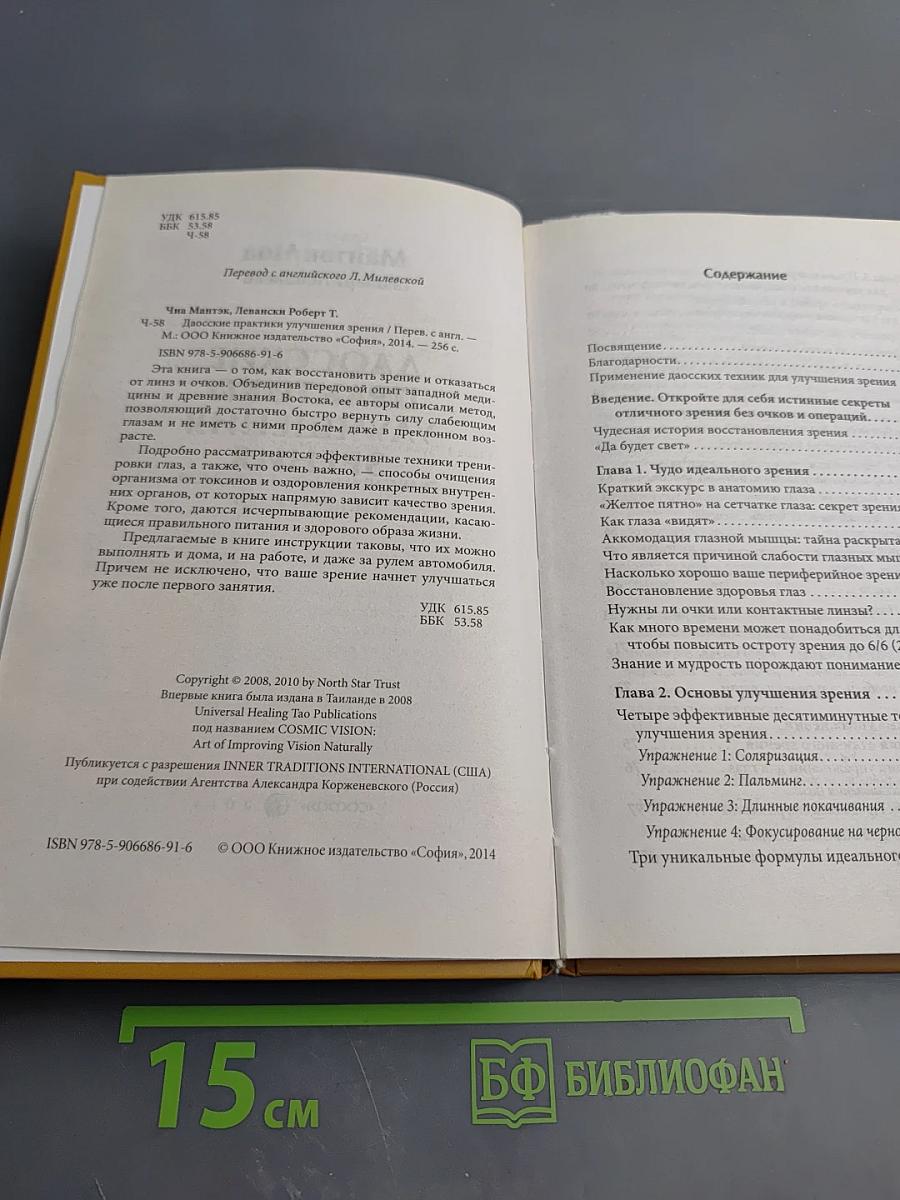 УДК 615.85
ББК 53.58
Ч-58
Перевод с английского Л. Милевской
Чиа Мантэк, Левански Роберт Т.
Ч-58 Даосские практики улучшения зрения / Перев. с англ. —
М.: ООО Книжное издательство «София», 2014. — 256 с.
ISBN 978-5-906686-91-6
Эта книга — о том, как восстановить зрение и отказаться
от линз и очков. Объединив передовой опыт западной меди-
цины и древние знания Востока, ее авторы описали метод,
позволяющий достаточно быстро вернуть силу слабеющим
глазам и не иметь с ними проблем даже в преклонном воз-
расте.
Подробно рассматриваются эффективные техники трени-
ровки глаз, а также, что очень важно, — способы очищения
организма от токсинов и оздоровления конкретных внутрен-
них органов, от которых напрямую зависит качество зрения.
Кроме того, даются исчерпывающие рекомендации, касаю-
щиеся правильного питания и здорового образа жизни.
Предлагаемые в книге инструкции таковы, что их можно
выполнять и дома, и на работе, и даже за рулем автомобиля.
Причем не исключено, что ваше зрение начнет улучшаться
уже после первого занятия.
УДК 615.85
ББК 53.58
Copyright © 2008, 2010 by North Star Trust
Впервые книга была издана в Таиланде в 2008
Universal Healing Tao Publications
под названием COSMIC VISION:
Art of Improving Vision Naturally
Публикуется с разрешения INNER TRADITIONS INTERNATIONAL (США)
при содействии Агентства Александра Корженевского (Россия)
ISBN 978-5-906686-91-6 © ООО Книжное издательство «София», 2014
Содержание
Посвящение
Благодарности
Применение даосских техник для улучшения зрения
Введение. Откройте для себя истинные секреты
отличного зрения без очков и операций
Чудесная история восстановления зрения
«Да будет свет»
Глава 1. Чудо идеального зрения
Краткий экскурс в анатомию глаза
«Желтое пятно» на сетчатке глаза: секрет зрения
Как глаза «видят»
Аккомодация глазной мышцы: тайна раскрыта
Что является причиной слабости глазных мыш
Насколько хорошо ваше периферийное зрени
Восстановление здоровья глаз
Нужны ли очки или контактные линзы?
Как много времени может понадобиться дл
чтобы повысить остроту зрения до 6/6 (2
Знание и мудрость порождают понимание
Глава 2. Основы улучшения зрения
Четыре эффективные десятиминутные те
улучшения зрения
Упражнение 1: Соляризация
Упражнение 2: Пальминг
Упражнение 3: Длинные покачивания
Упражнение 4: Фокусирование на черно
Три уникальные формулы идеального
15 см
БФ БИБЛИОФАН